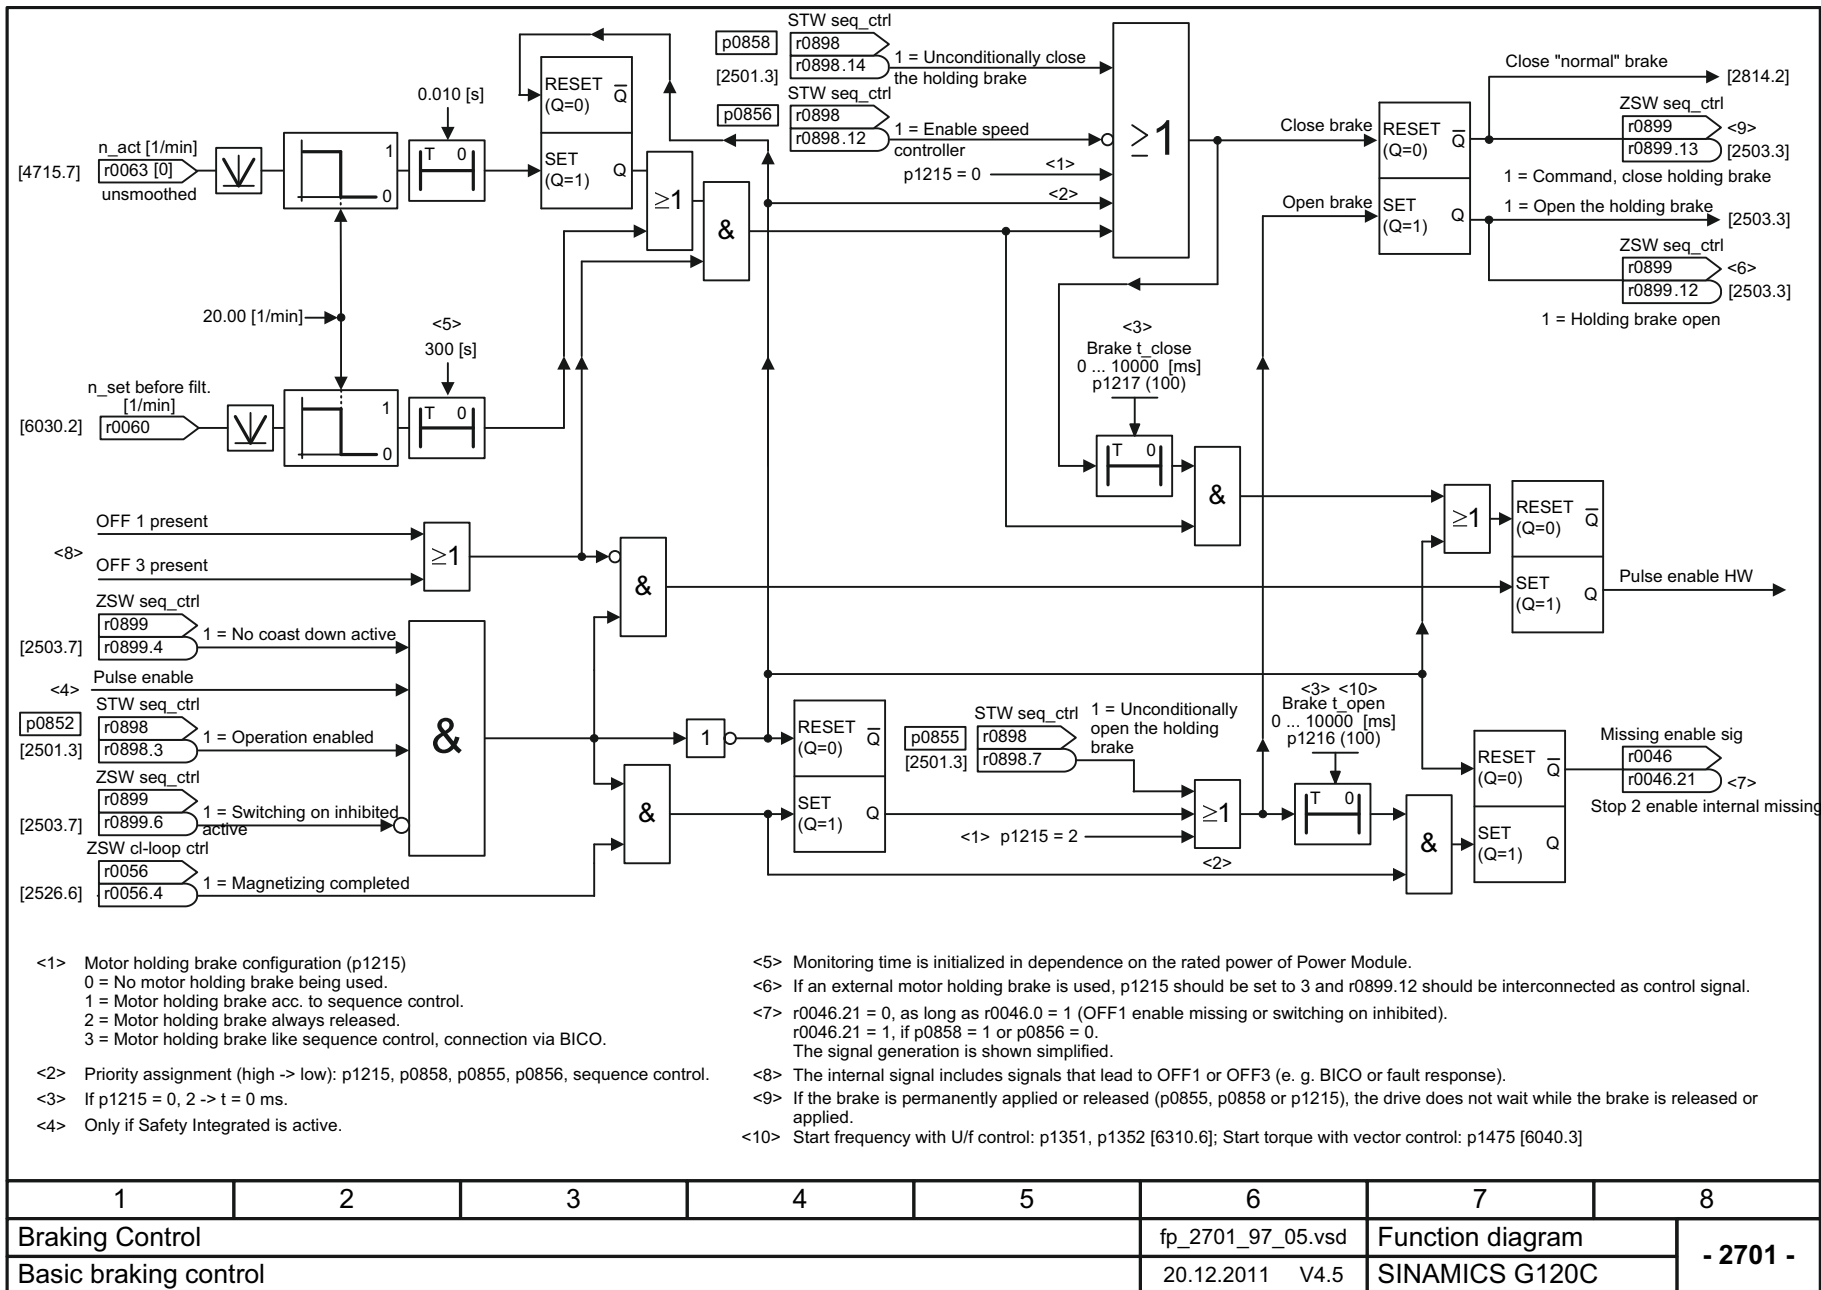 STW seq_ctrl
p0858
r0898
r0898.14
[2501.3]
1 = Unconditionally close
the holding brake
STW seq_ctrl
p0856
r0898
r0898.12
1 = Enable speed
controller
<1>
p1215 = 0
<2>
≥1
0.010 [s]
RESET
(Q=0)
Q
SET
(Q=1)
Q
n_act [1/min]
[4715.7]
r0063 [0]
unsmoothed
1
0
T 0
≥1
&
Close brake
Open brake
RESET
(Q=0)
Q
SET
(Q=1)
Q
Close "normal" brake
[2814.2]
ZSW seq_ctrl
r0899
<9>
r0899.13
[2503.3]
1 = Command, close holding brake
1 = Open the holding brake
[2503.3]
ZSW seq_ctrl
r0899
<6>
r0899.12
[2503.3]
1 = Holding brake open
20.00 [1/min]
<5>
300 [s]
n_set before filt.
[1/min]
[6030.2]
r0060
1
0
T 0
<3>
Brake t_close
0 ... 10000 [ms]
p1217 (100)
T 0
&
≥1
RESET
(Q=0)
Q
SET
(Q=1)
Q
Pulse enable HW
OFF 1 present
<8>
OFF 3 present
≥1
&
ZSW seq_ctrl
r0899
[2503.7]
r0899.4
1 = No coast down active
<4>
Pulse enable
STW seq_ctrl
p0852
r0898
[2501.3]
r0898.3
1 = Operation enabled
ZSW seq_ctrl
r0899
[2503.7]
r0899.6
1 = Switching on inhibited
active
ZSW cl-loop ctrl
r0056
[2526.6]
r0056.4
1 = Magnetizing completed
&
&
1
RESET
(Q=0)
Q
SET
(Q=1)
Q
STW seq_ctrl
p0855
r0898
[2501.3]
r0898.7
1 = Unconditionally
open the holding
brake
<1> p1215 = 2
≥1
<2>
<3> <10>
Brake t_open
0 ... 10000 [ms]
p1216 (100)
T 0
&
RESET
(Q=0)
Q
SET
(Q=1)
Q
Missing enable sig
r0046
r0046.21
<7>
Stop 2 enable internal missing
<1> Motor holding brake configuration (p1215)
0 = No motor holding brake being used.
1 = Motor holding brake acc. to sequence control.
2 = Motor holding brake always released.
3 = Motor holding brake like sequence control, connection via BICO.
<2> Priority assignment (high -> low): p1215, p0858, p0855, p0856, sequence control.
<3> If p1215 = 0, 2 -> t = 0 ms.
<4> Only if Safety Integrated is active.
<5> Monitoring time is initialized in dependence on the rated power of Power Module.
<6> If an external motor holding brake is used, p1215 should be set to 3 and r0899.12 should be interconnected as control signal.
<7> r0046.21 = 0, as long as r0046.0 = 1 (OFF1 enable missing or switching on inhibited).
r0046.21 = 1, if p0858 = 1 or p0856 = 0.
The signal generation is shown simplified.
<8> The internal signal includes signals that lead to OFF1 or OFF3 (e. g. BICO or fault response).
<9> If the brake is permanently applied or released (p0855, p0858 or p1215), the drive does not wait while the brake is released or
applied.
<10> Start frequency with U/f control: p1351, p1352 [6310.6]; Start torque with vector control: p1475 [6040.3]
1 2 3 4 5 6 7 8
Braking Control
fp_2701_97_05.vsd
Function diagram
- 2701 -
Basic braking control
20.12.2011 V4.5
SINAMICS G120C